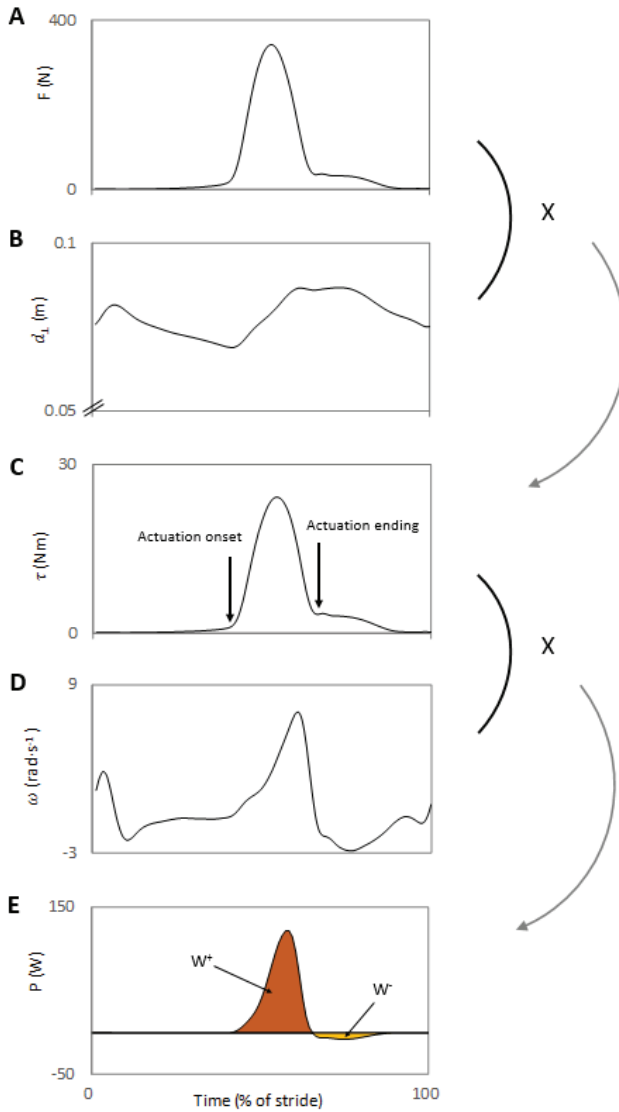 A
400
F (N)
0
X
B
0.1
d⊥ (m)
0.05
C
30
τ (Nm)
Actuation onset
Actuation ending
0
X
D
9
ω (rad·s⁻¹)
-3
E
150
P (W)
W⁺
W⁻
-50
0
100
Time (% of stride)